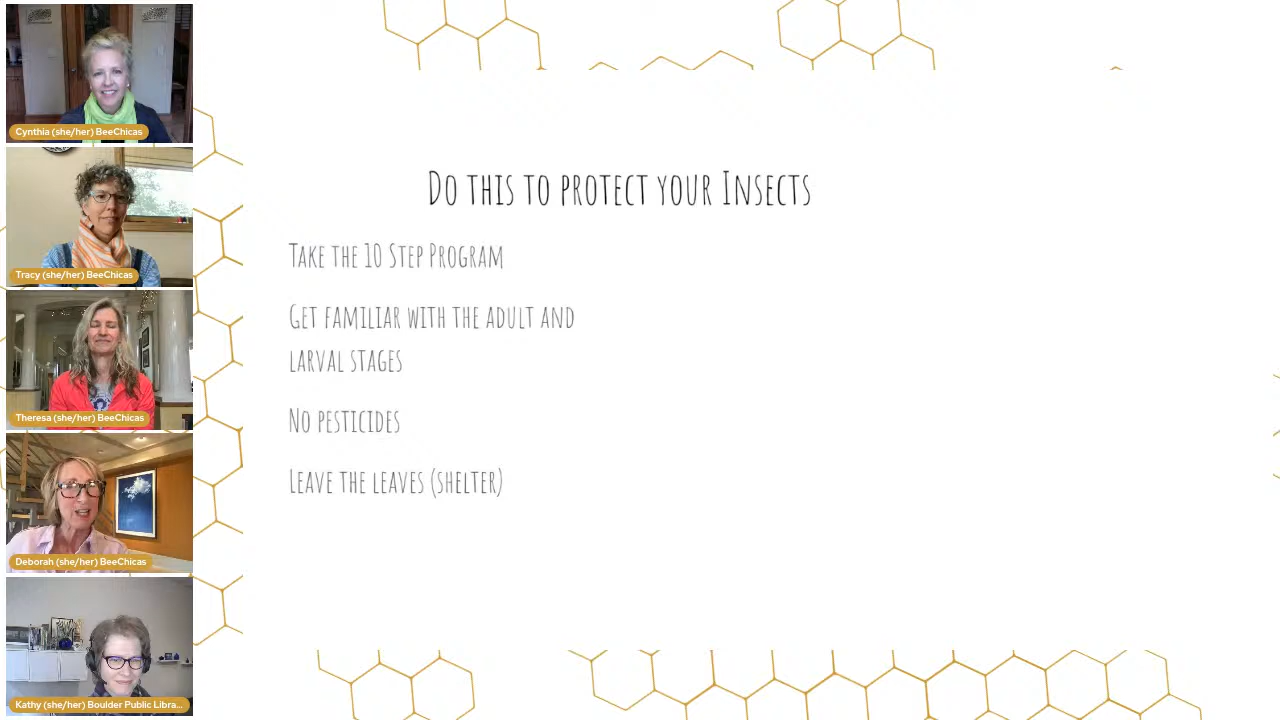 Cynthia (she/her) BeeChicas
Tracy (she/her) BeeChicas
Theresa (she/her) BeeChicas
Deborah (she/her) BeeChicas
Kathy (she/her) Boulder Public Libra...
Do this to protect your Insects
Take the 10 Step Program
Get familiar with the adult and
larval stages
No pesticides
Leave the leaves (shelter)